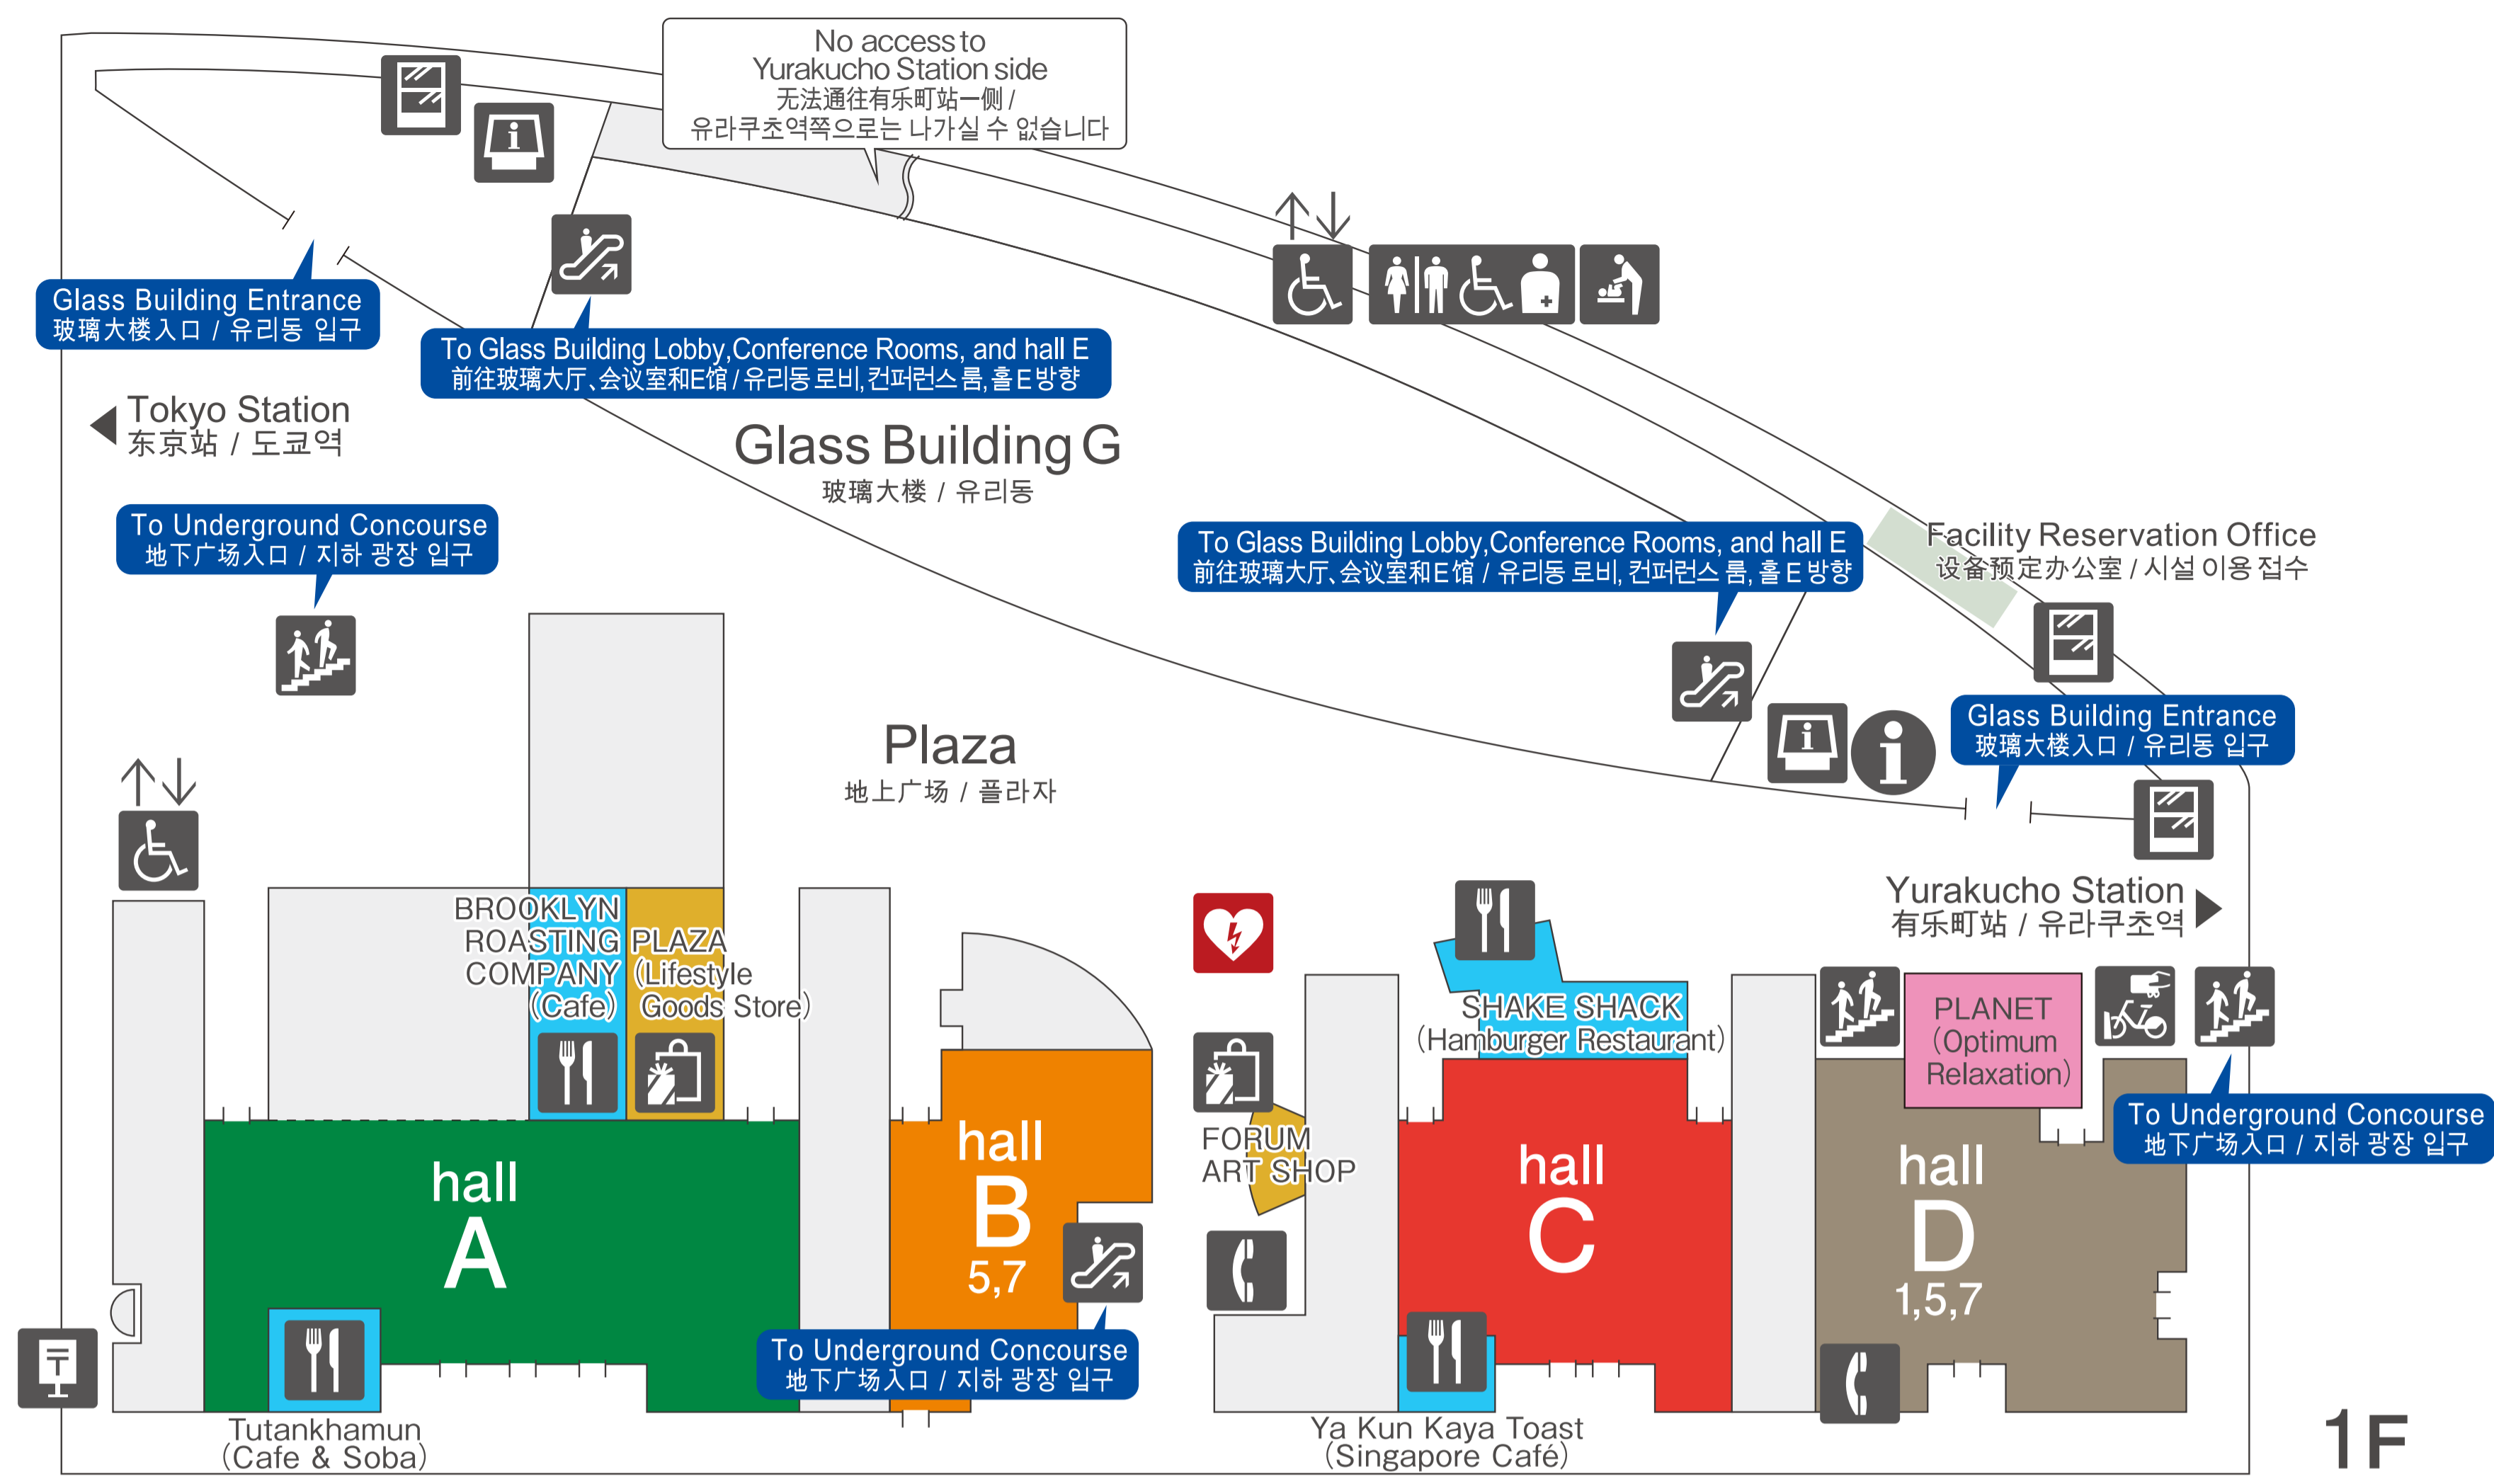 No access to
Yurakucho Station side
无法通往有乐町站一侧 /
유라쿠초역쪽으로는 나가실 수 없습니다
Glass Building Entrance
玻璃大楼入口 / 유리동 입구
To Glass Building Lobby,Conference Rooms, and hall E
前往玻璃大厅、会议室和E馆 / 유리동 로비, 컨퍼런스 룸, 홀 E 방향
Tokyo Station
东京站 / 도쿄역
Glass Building G
玻璃大楼 / 유리동
To Underground Concourse
地下广场入口 / 지하 광장 입구
To Glass Building Lobby,Conference Rooms, and hall E
前往玻璃大厅、会议室和E馆 / 유리동 로비, 컨퍼런스 룸, 홀 E 방향
Facility Reservation Office
设备预定办公室 / 시설 이용 접수
Glass Building Entrance
玻璃大楼入口 / 유리동 입구
Plaza
地上广场 / 플라자
Yurakucho Station
有乐町站 / 유라쿠초역
BROOKLYN
ROASTING
COMPANY
(Cafe)
PLAZA
(Lifestyle
Goods Store)
SHAKE SHACK
(Hamburger Restaurant)
PLANET
(Optimum
Relaxation)
FORUM
ART SHOP
To Underground Concourse
地下广场入口 / 지하 광장 입구
hall
A
hall
B
5,7
hall
C
hall
D
1,5,7
To Underground Concourse
地下广场入口 / 지하 광장 입구
Tutankhamun
(Cafe & Soba)
Ya Kun Kaya Toast
(Singapore Café)
1F